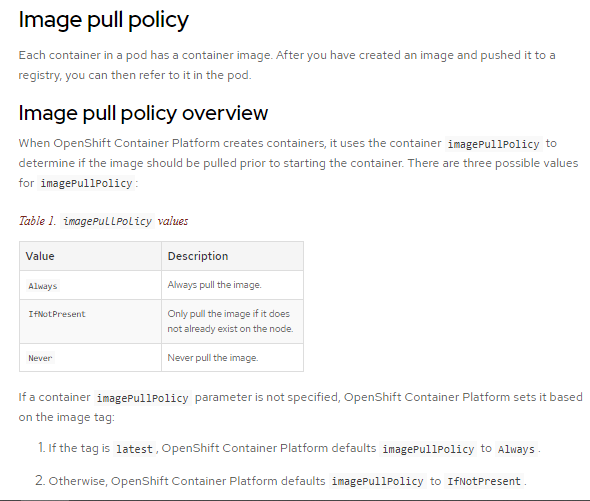 Image pull policy
Each container in a pod has a container image. After you have created an image and pushed it to a
registry, you can then refer to it in the pod.
Image pull policy overview
When OpenShift Container Platform creates containers, it uses the container imagePullPolicy to
determine if the image should be pulled prior to starting the container. There are three possible values
for imagePullPolicy:
Table 1. imagePullPolicy values
Value Description
Always Always pull the image.
IfNotPresent Only pull the image if it does
not already exist on the node.
Never Never pull the image.
If a container imagePullPolicy parameter is not specified, OpenShift Container Platform sets it based
on the image tag:
1. If the tag is latest, OpenShift Container Platform defaults imagePullPolicy to Always.
2. Otherwise, OpenShift Container Platform defaults imagePullPolicy to IfNotPresent.